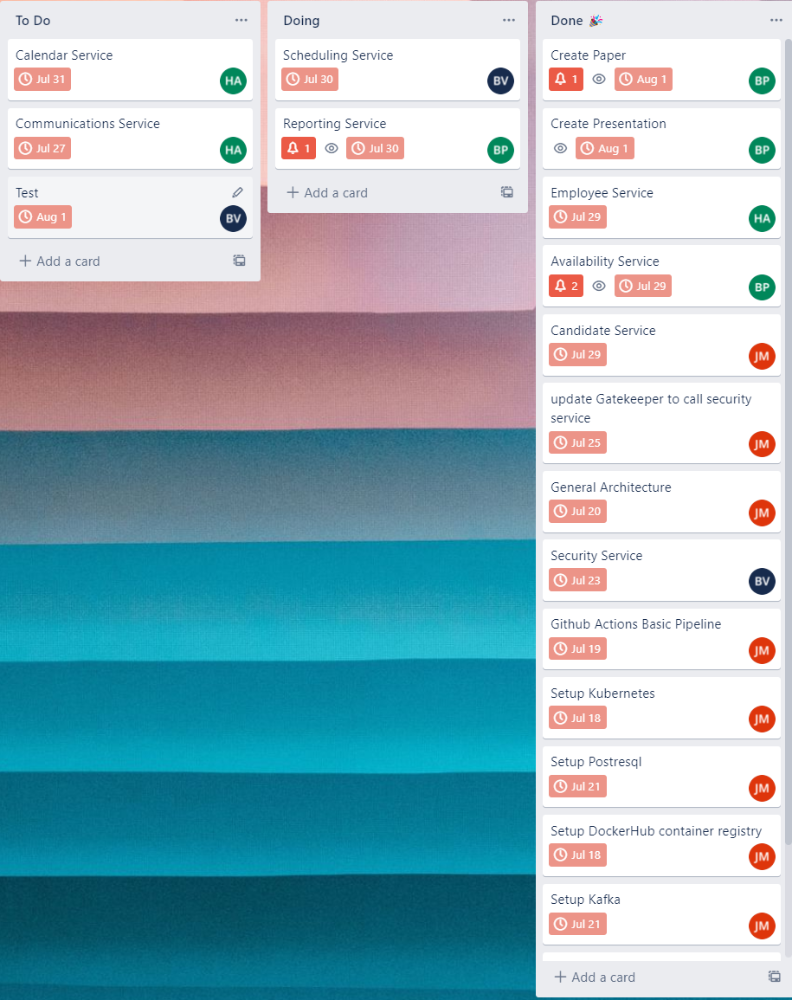 To Do
Calendar Service
Jul 31
HA
Communications Service
Jul 27
HA
Test
Aug 1
BV
Add a card
Doing
Scheduling Service
Jul 30
BV
Reporting Service
1
Jul 30
BP
Add a card
Done 🎉
Create Paper
1
Aug 1
BP
Create Presentation
Aug 1
BP
Employee Service
Jul 29
HA
Availability Service
2
Jul 29
BP
Candidate Service
Jul 29
JM
update Gatekeeper to call security
service
Jul 25
JM
General Architecture
Jul 20
JM
Security Service
Jul 23
BV
Github Actions Basic Pipeline
Jul 19
JM
Setup Kubernetes
Jul 18
JM
Setup Postresql
Jul 21
JM
Setup DockerHub container registry
Jul 18
JM
Setup Kafka
Jul 21
JM
Add a card